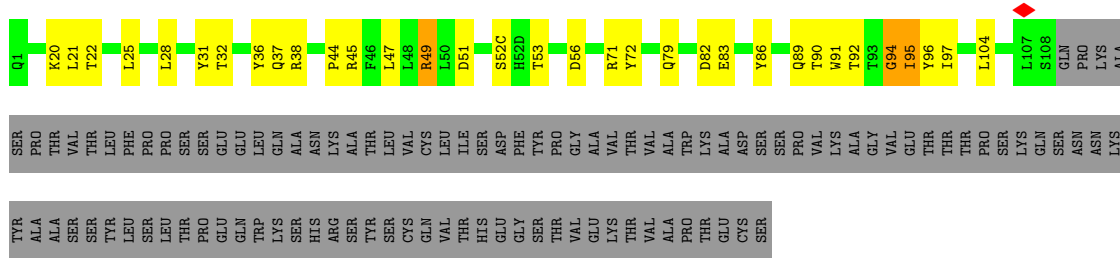 Q1 K20 L21 T22 L25 L28 Y31 T32 Y36 Q37 R38 P44 R45 F46 L47 L48 R49 L50 D51 S52C H52D T53 D56 R71 Y72 Q79 D82 E83 Y86 Q89 T90 W91 T92 T93 G94 I95 Y96 I97 L104 L107 S108 GLN PRO LYS ALA
SER PRO THR VAL THR LEU PHE PRO PRO SER SER GLU GLU LEU GLN ALA ASN LYS ALA THR LEU VAL CYS LEU ILE SER ASP PHE TYR PRO GLY ALA VAL THR VAL ALA TRP LYS ALA ASP SER SER PRO VAL LYS ALA GLY VAL GLU THR THR THR PRO SER LYS GLN SER ASN ASN LYS
TYR ALA ALA SER SER TYR LEU SER LEU THR PRO GLU GLN TRP LYS SER HIS ARG SER TYR SER CYS GLN VAL THR HIS GLU GLY SER THR VAL GLU LYS THR VAL ALA PRO THR GLU CYS SER